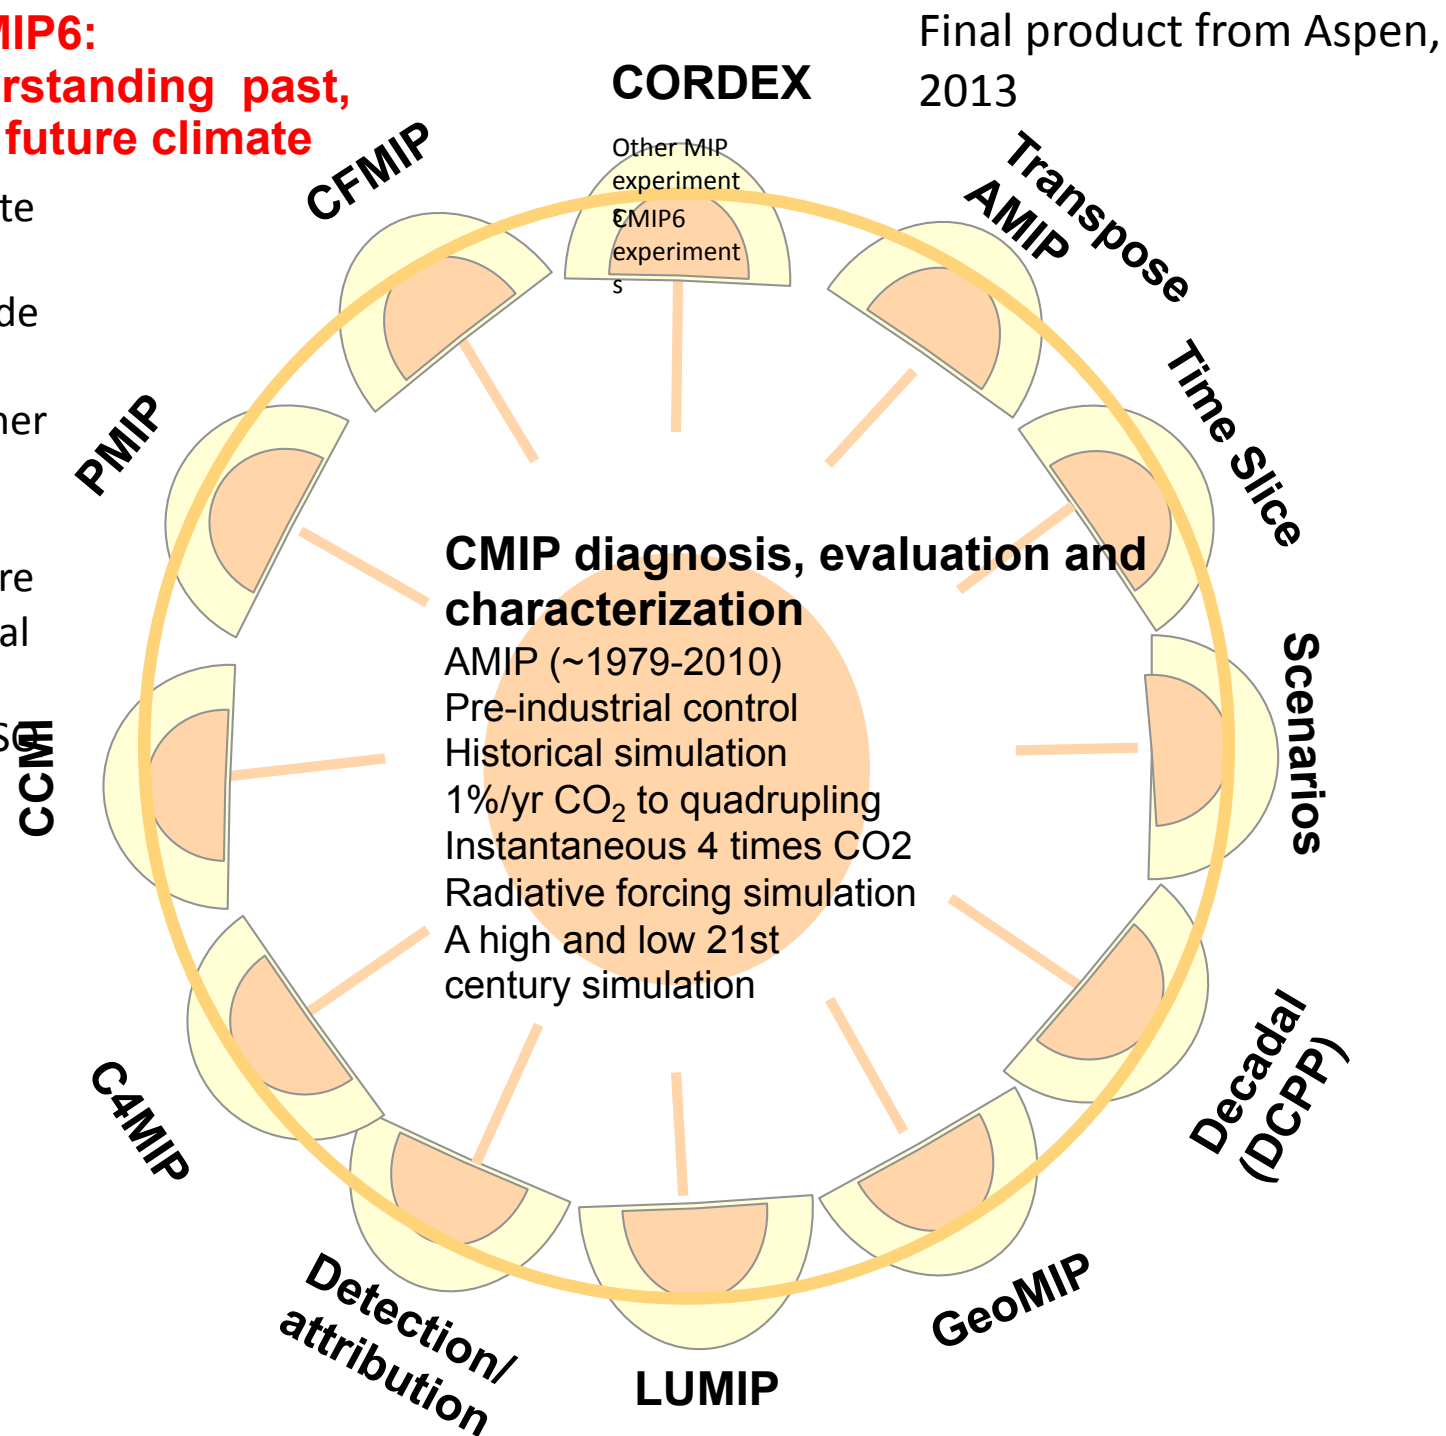 MIP6:
rstanding past,
future climate
te
de
ner
re
al
Final product from Aspen,
2013
CORDEX
Other MIP
experiment
s
CMIP6
experiment
s
Transpose
AMIP
Time Slice
Scenarios
Decadal
(DCPP)
GeoMIP
LUMIP
Detection/
attribution
C4MIP
CCMI
PMIP
CFMIP
CMIP diagnosis, evaluation and
characterization
AMIP (~1979-2010)
Pre-industrial control
Historical simulation
1%/yr CO₂ to quadrupling
Instantaneous 4 times CO2
Radiative forcing simulation
A high and low 21st
century simulation